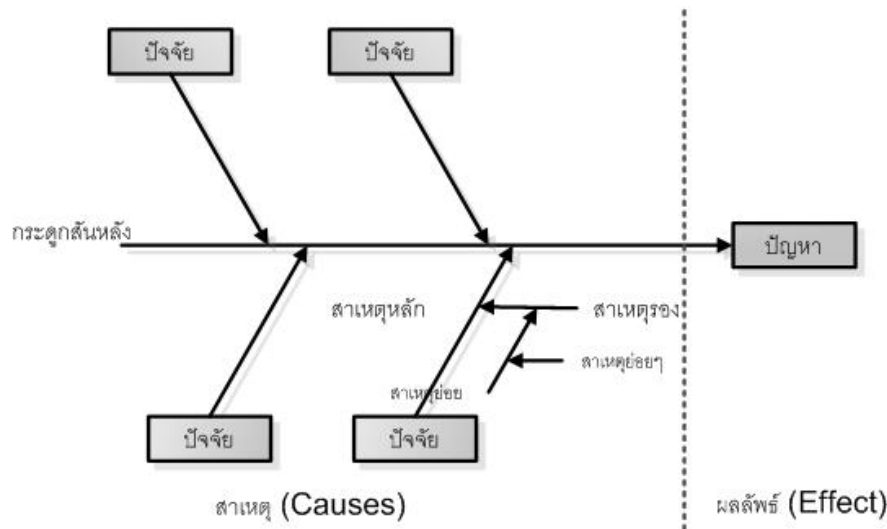 ปัจจัย
ปัจจัย
กระดูกสันหลัง
ปัญหา
สาเหตุหลัก
สาเหตุรอง
สาเหตุย่อยๆ
สาเหตุย่อย
ปัจจัย
ปัจจัย
สาเหตุ (Causes)
ผลลัพธ์ (Effect)